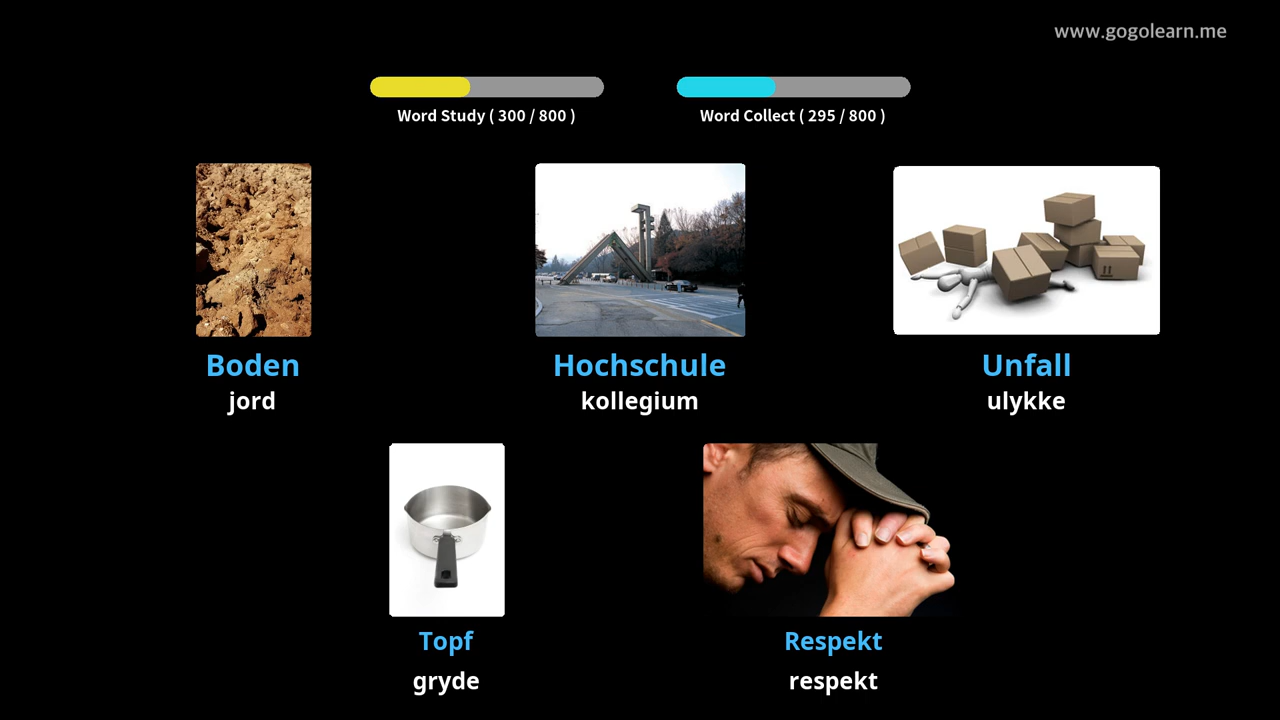 www.gogolearn.me
Word Study ( 300 / 800 )
Word Collect ( 295 / 800 )
Boden
jord
Hochschule
kollegium
Unfall
ulykke
Topf
gryde
Respekt
respekt